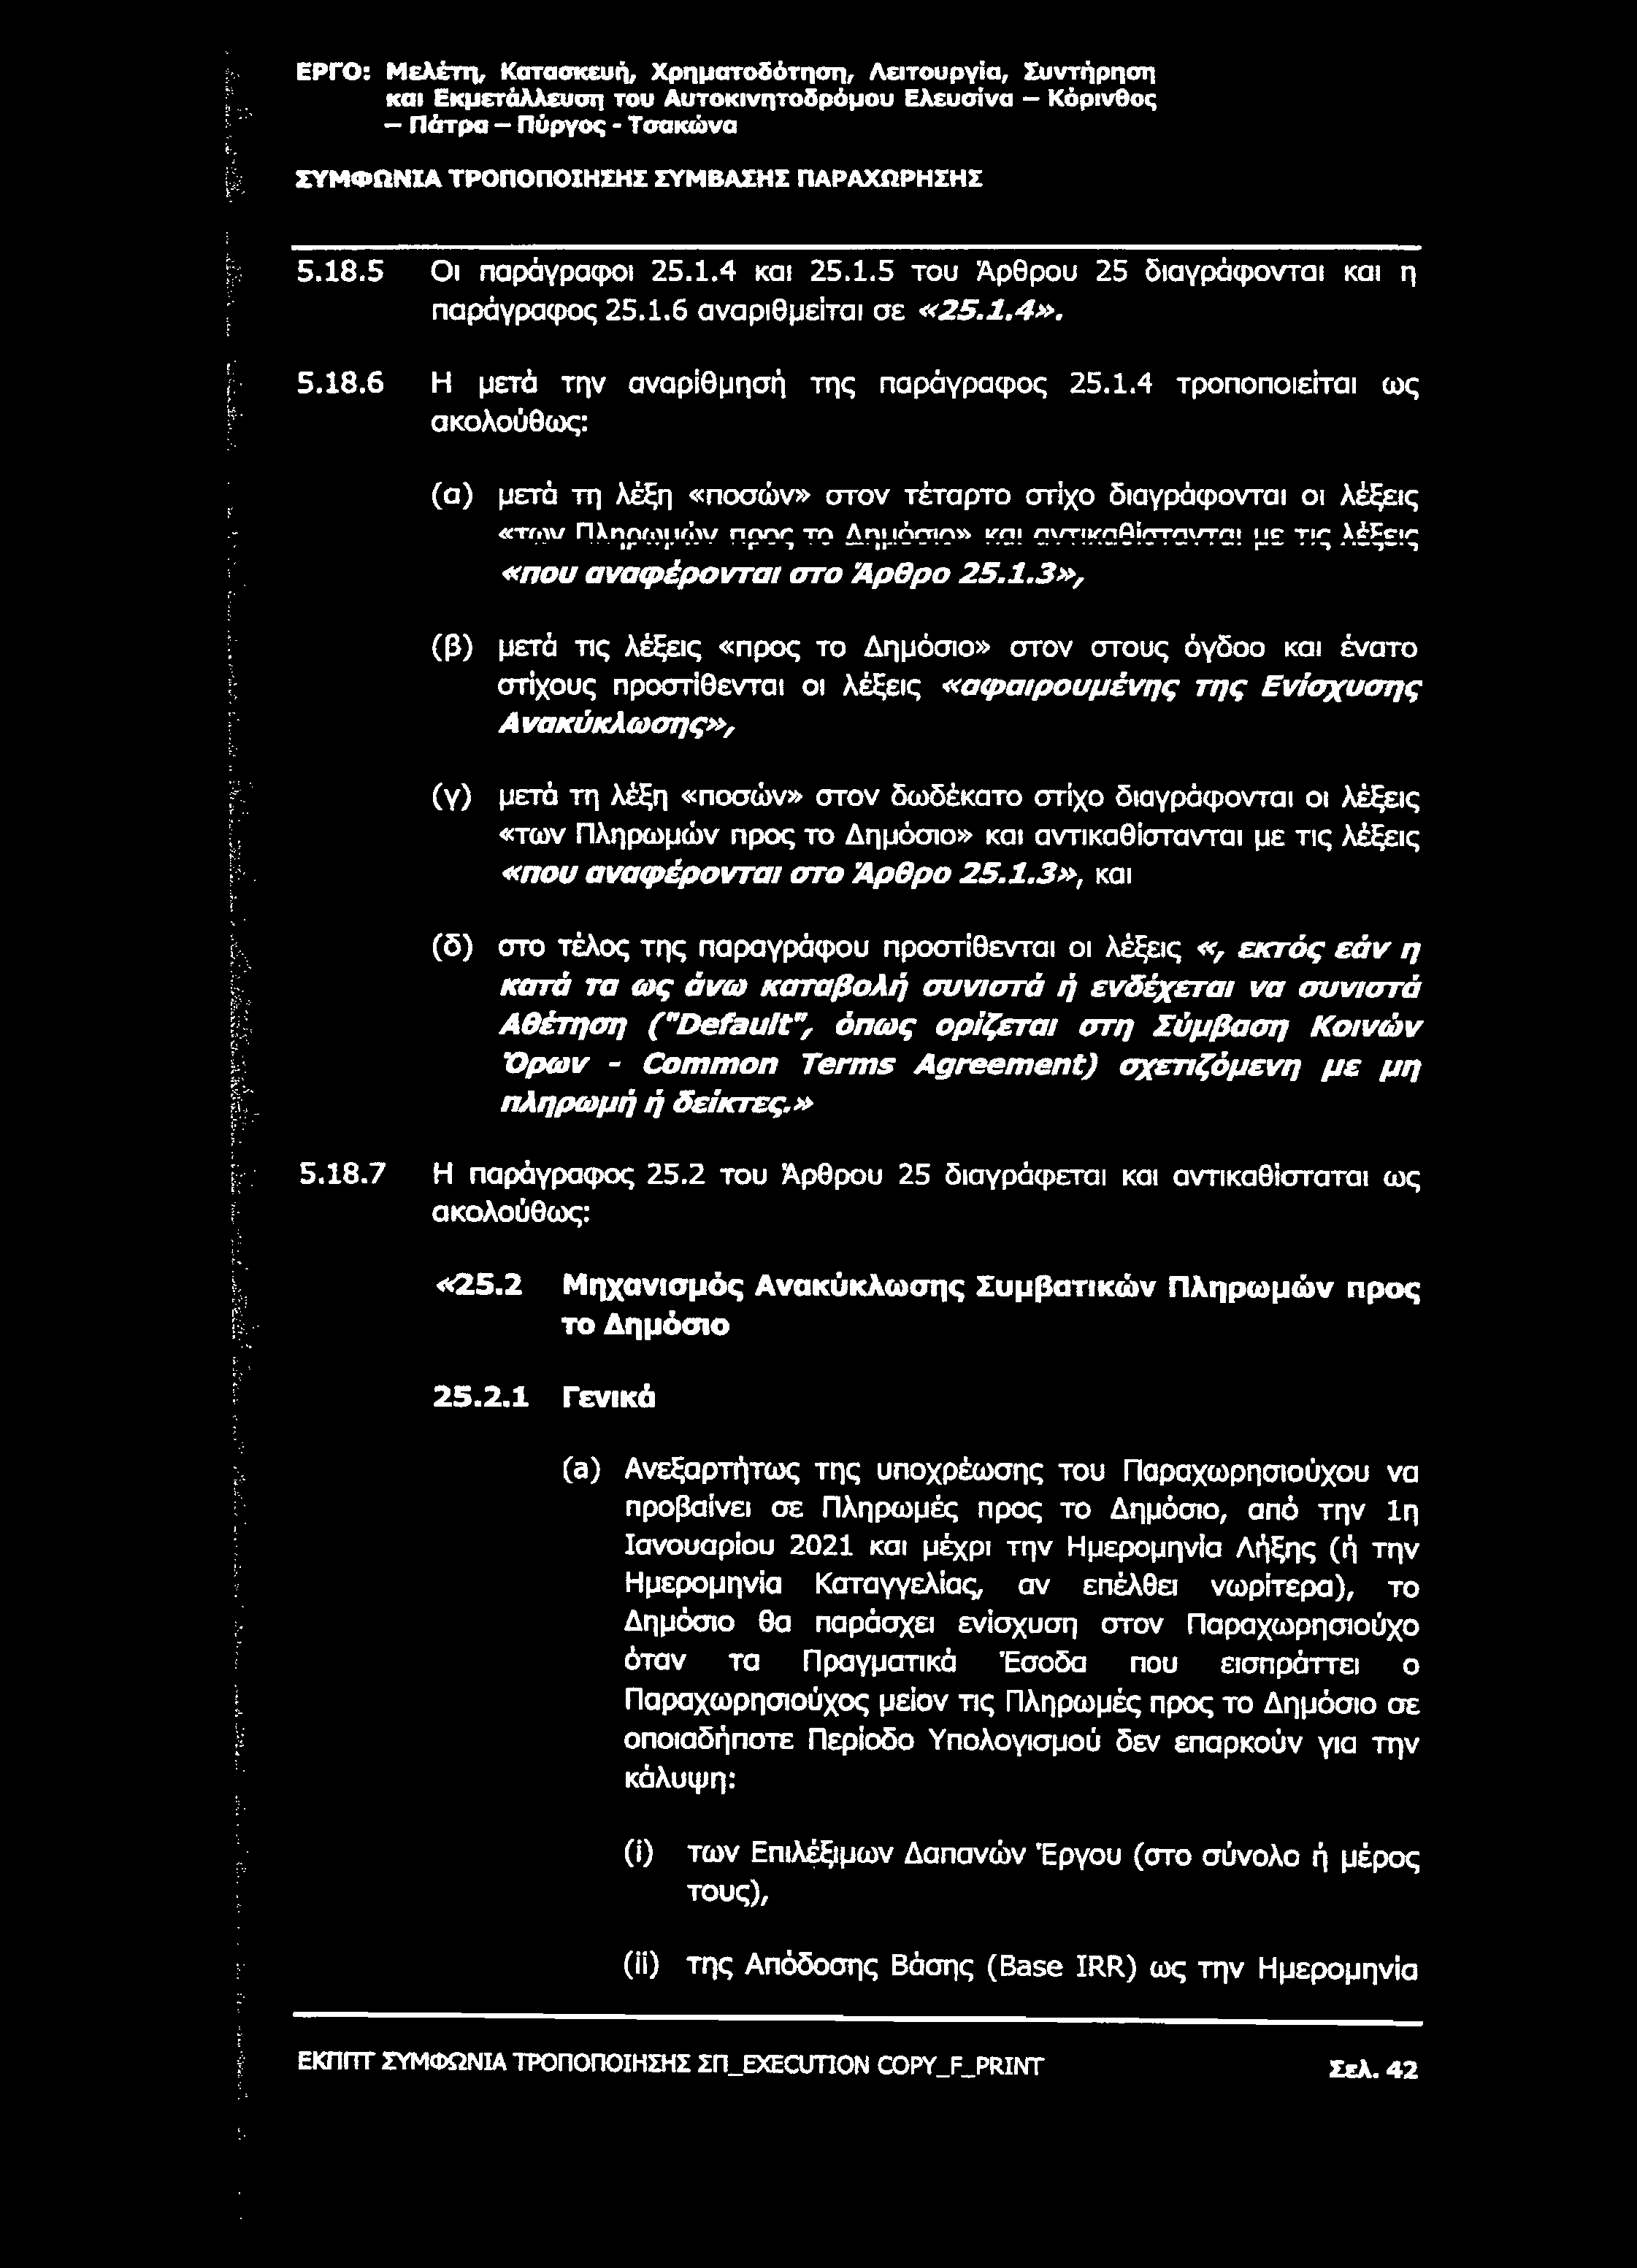 ΕΡΓΟ: Μελέτη, Κατασκευή, Χρηματοδότηση, Λειτουργία, Συντήρηση
και Εκμετάλλευση του Αυτοκινητοδρόμου Ελευσίνα – Κόρινθος
– Πάτρα – Πύργος - Τσακώνα
ΣΥΜΦΩΝΙΑ ΤΡΟΠΟΠΟΙΗΣΗΣ ΣΥΜΒΑΣΗΣ ΠΑΡΑΧΩΡΗΣΗΣ
5.18.5 Οι παράγραφοι 25.1.4 και 25.1.5 του Άρθρου 25 διαγράφονται και η
παράγραφος 25.1.6 αναριθμείται σε «25.1.4».
5.18.6 Η μετά την αναρίθμησή της παράγραφος 25.1.4 τροποποιείται ως
ακολούθως:
(α) μετά τη λέξη «ποσών» στον τέταρτο στίχο διαγράφονται οι λέξεις
«των Πληρωμών προς το Δημόσιο» και αντικαθίστανται με τις λέξεις
«που αναφέρονται στο Άρθρο 25.1.3»,
(β) μετά τις λέξεις «προς το Δημόσιο» στον στους όγδοο και ένατο
στίχους προστίθενται οι λέξεις «αφαιρουμένης της Ενίσχυσης
Ανακύκλωσης»,
(γ) μετά τη λέξη «ποσών» στον δωδέκατο στίχο διαγράφονται οι λέξεις
«των Πληρωμών προς το Δημόσιο» και αντικαθίστανται με τις λέξεις
«που αναφέρονται στο Άρθρο 25.1.3», και
(δ) στο τέλος της παραγράφου προστίθενται οι λέξεις «, εκτός εάν η
κατά τα ως άνω καταβολή συνιστά ή ενδέχεται να συνιστά
Αθέτηση ("Default", όπως ορίζεται στη Σύμβαση Κοινών
Όρων - Common Terms Agreement) σχετιζόμενη με μη
πληρωμή ή δείκτες.»
5.18.7 Η παράγραφος 25.2 του Άρθρου 25 διαγράφεται και αντικαθίσταται ως
ακολούθως:
«25.2 Μηχανισμός Ανακύκλωσης Συμβατικών Πληρωμών προς
το Δημόσιο
25.2.1 Γενικά
(a) Ανεξαρτήτως της υποχρέωσης του Παραχωρησιούχου να
προβαίνει σε Πληρωμές προς το Δημόσιο, από την 1η
Ιανουαρίου 2021 και μέχρι την Ημερομηνία Λήξης (ή την
Ημερομηνία Καταγγελίας, αν επέλθει νωρίτερα), το
Δημόσιο θα παράσχει ενίσχυση στον Παραχωρησιούχο
όταν τα Πραγματικά Έσοδα που εισπράττει ο
Παραχωρησιούχος μείον τις Πληρωμές προς το Δημόσιο σε
οποιαδήποτε Περίοδο Υπολογισμού δεν επαρκούν για την
κάλυψη:
(i) των Επιλέξιμων Δαπανών Έργου (στο σύνολο ή μέρος
τους),
(ii) της Απόδοσης Βάσης (Base IRR) ως την Ημερομηνία
ΕΚΠΠΤ ΣΥΜΦΩΝΙΑ ΤΡΟΠΟΠΟΙΗΣΗΣ ΣΠ_EXECUTION COPY_F_PRINT Σελ. 42